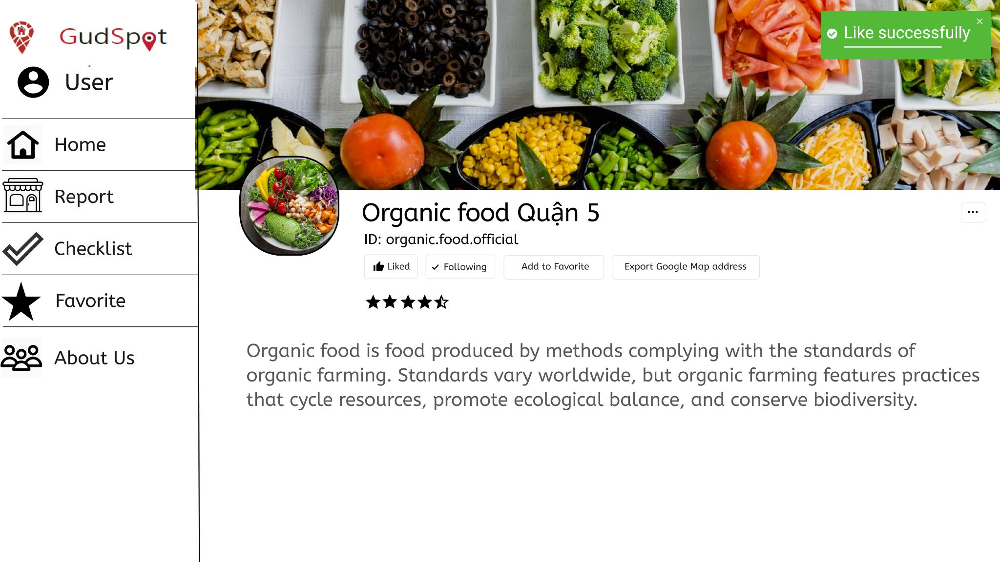 GudSpot
User
Home
Report
Checklist
Favorite
About Us
Like successfully
Organic food Quận 5
ID: organic.food.official
Liked
Following
Add to Favorite
Export Google Map address
Organic food is food produced by methods complying with the standards of
organic farming. Standards vary worldwide, but organic farming features practices
that cycle resources, promote ecological balance, and conserve biodiversity.